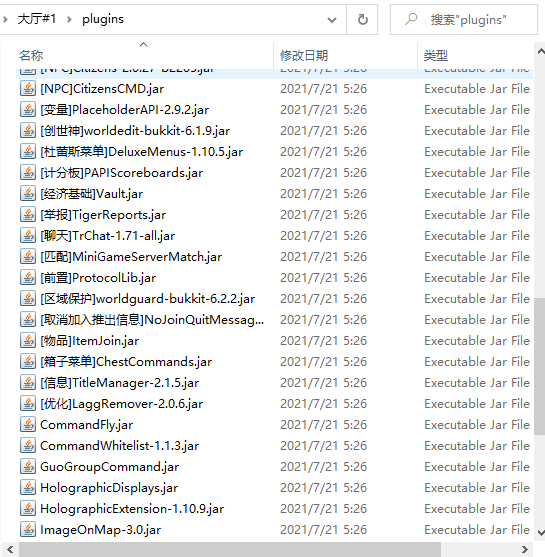 大厅#1 > plugins 搜索"plugins"
名称 修改日期 类型
[NPC]Citizens-2.0.27-b2205.jar 2021/7/21 5:26 Executable Jar File
[NPC]CitizensCMD.jar 2021/7/21 5:26 Executable Jar File
[变量]PlaceholderAPI-2.9.2.jar 2021/7/21 5:26 Executable Jar File
[创世神]worldedit-bukkit-6.1.9.jar 2021/7/21 5:26 Executable Jar File
[杜蕾斯菜单]DeluxeMenus-1.10.5.jar 2021/7/21 5:26 Executable Jar File
[计分板]PAPIScoreboards.jar 2021/7/21 5:26 Executable Jar File
[经济基础]Vault.jar 2021/7/21 5:26 Executable Jar File
[举报]TigerReports.jar 2021/7/21 5:26 Executable Jar File
[聊天]TrChat-1.71-all.jar 2021/7/21 5:26 Executable Jar File
[匹配]MiniGameServerMatch.jar 2021/7/21 5:26 Executable Jar File
[前置]ProtocolLib.jar 2021/7/21 5:26 Executable Jar File
[区域保护]worldguard-bukkit-6.2.2.jar 2021/7/21 5:26 Executable Jar File
[取消加入推出信息]NoJoinQuitMessag... 2021/7/21 5:26 Executable Jar File
[物品]ItemJoin.jar 2021/7/21 5:26 Executable Jar File
[箱子菜单]ChestCommands.jar 2021/7/21 5:26 Executable Jar File
[信息]TitleManager-2.1.5.jar 2021/7/21 5:26 Executable Jar File
[优化]LaggRemover-2.0.6.jar 2021/7/21 5:26 Executable Jar File
CommandFly.jar 2021/7/21 5:26 Executable Jar File
CommandWhitelist-1.1.3.jar 2021/7/21 5:26 Executable Jar File
GuoGroupCommand.jar 2021/7/21 5:26 Executable Jar File
HolographicDisplays.jar 2021/7/21 5:26 Executable Jar File
HolographicExtension-1.10.9.jar 2021/7/21 5:26 Executable Jar File
ImageOnMap-3.0.jar 2021/7/21 5:26 Executable Jar File